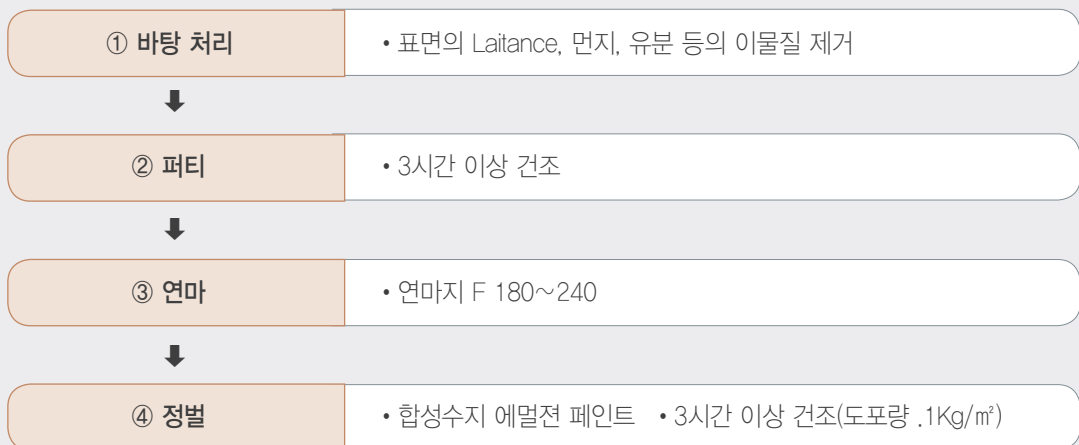 ① 바탕 처리
• 표면의 Laitance, 먼지, 유분 등의 이물질 제거
② 퍼티
• 3시간 이상 건조
③ 연마
• 연마지 F 180~240
④ 정벌
• 합성수지 에멀젼 페인트 • 3시간 이상 건조(도포량 .1Kg/㎡)